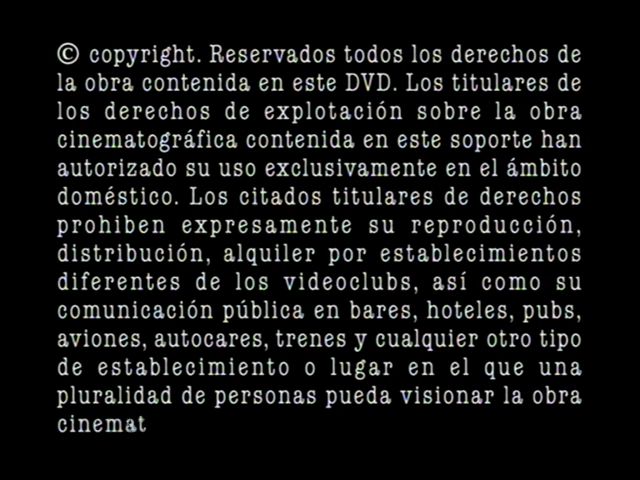 © copyright. Reservados todos los derechos de
la obra contenida en este DVD. Los titulares de
los derechos de explotación sobre la obra
cinematográfica contenida en este soporte han
autorizado su uso exclusivamente en el ámbito
doméstico. Los citados titulares de derechos
prohiben expresamente su reproducción,
distribución, alquiler por establecimientos
diferentes de los videoclubs, así como su
comunicación pública en bares, hoteles, pubs,
aviones, autocares, trenes y cualquier otro tipo
de establecimiento o lugar en el que una
pluralidad de personas pueda visionar la obra
cinemat